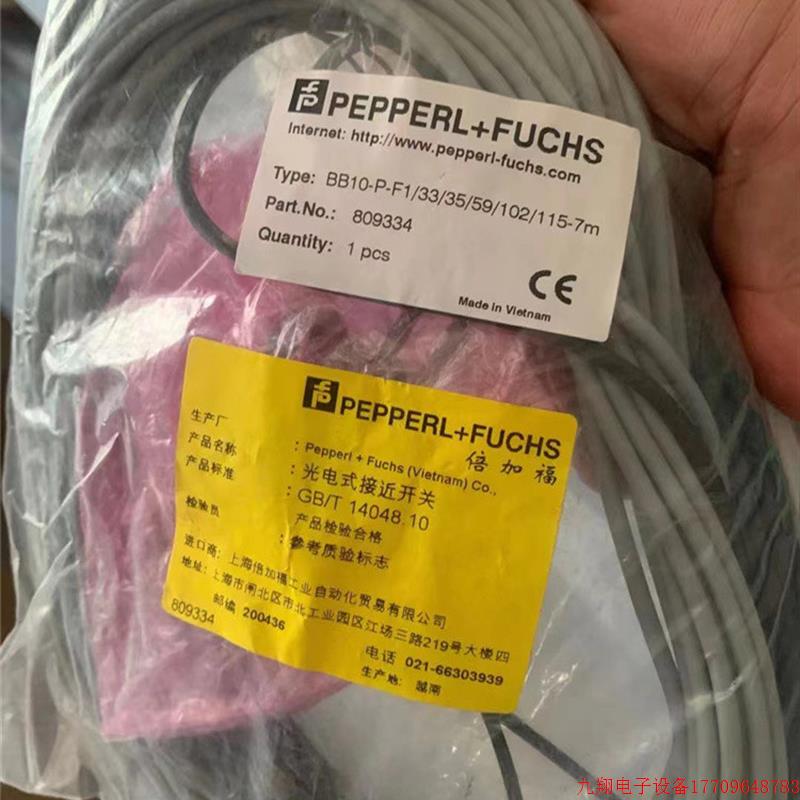 PEPPERL+FUCHS
Internet: http://www.pepperl-fuchs.com
Type: BB10-P-F1/33/35/59/102/115-7m
Part.No.: 809334
Quantity: 1 pcs
CE
Made in Vietnam
PEPPERL+FUCHS
倍加福
生产厂 : Pepperl + Fuchs (Vietnam) Co.,
产品名称 : 光电式接近开关
产品标准 : GB/T 14048.10
产品检验合格
检验员 : 参考质验标志
进口商: 上海倍加福工业自动化贸易有限公司
地址: 上海市闸北区市北工业园区江场三路219号大楼四
邮编 200436
电话 021-66303939
809334
生产地: 越南
九翔电子设备17709648783